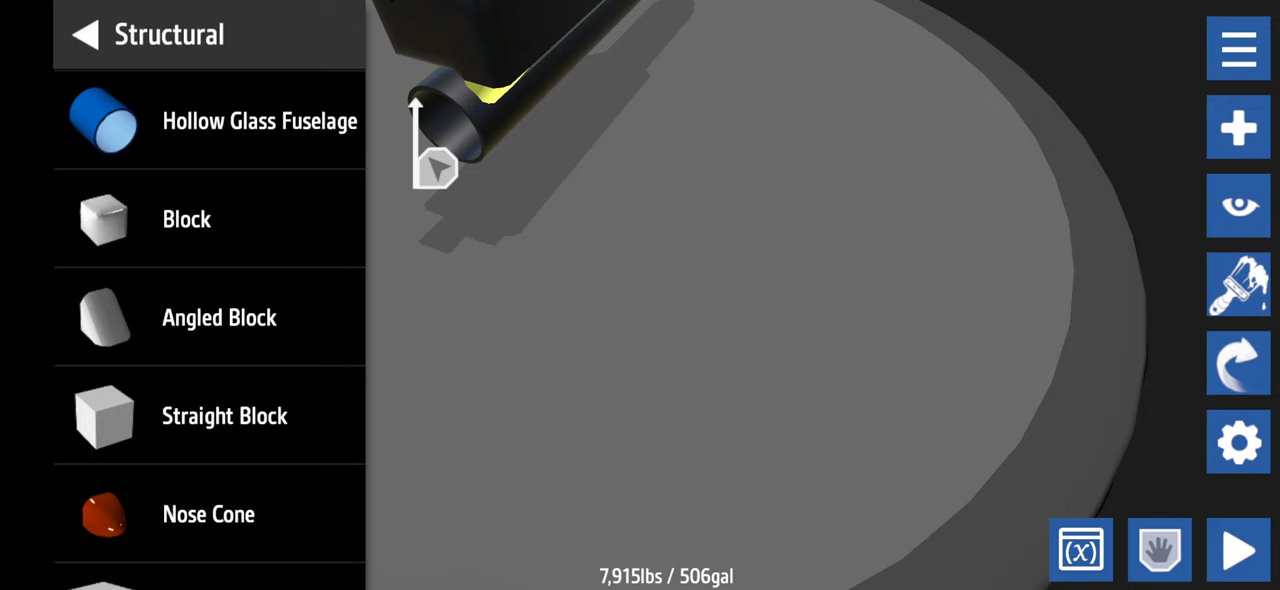 Structural
Hollow Glass Fuselage
Block
Angled Block
Straight Block
Nose Cone
(x)
7,915lbs / 506gal